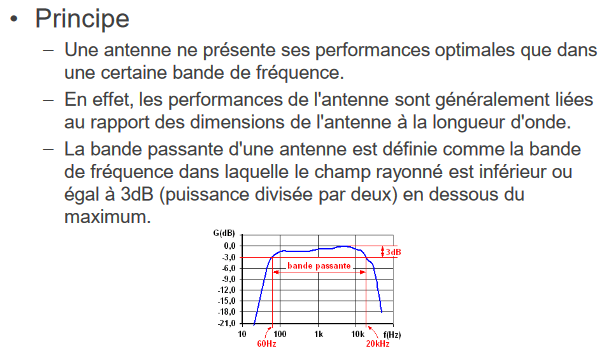 • Principe
– Une antenne ne présente ses performances optimales que dans
une certaine bande de fréquence.
– En effet, les performances de l'antenne sont généralement liées
au rapport des dimensions de l'antenne à la longueur d'onde.
– La bande passante d'une antenne est définie comme la bande
de fréquence dans laquelle le champ rayonné est inférieur ou
égal à 3dB (puissance divisée par deux) en dessous du
maximum.
G(dB)
0,0
3dB
-3,0
bande passante
-6,0
-9,0
-12,0
-15,0
-18,0
-21,0
10 100 1k 10k f(Hz)
60Hz 20kHz